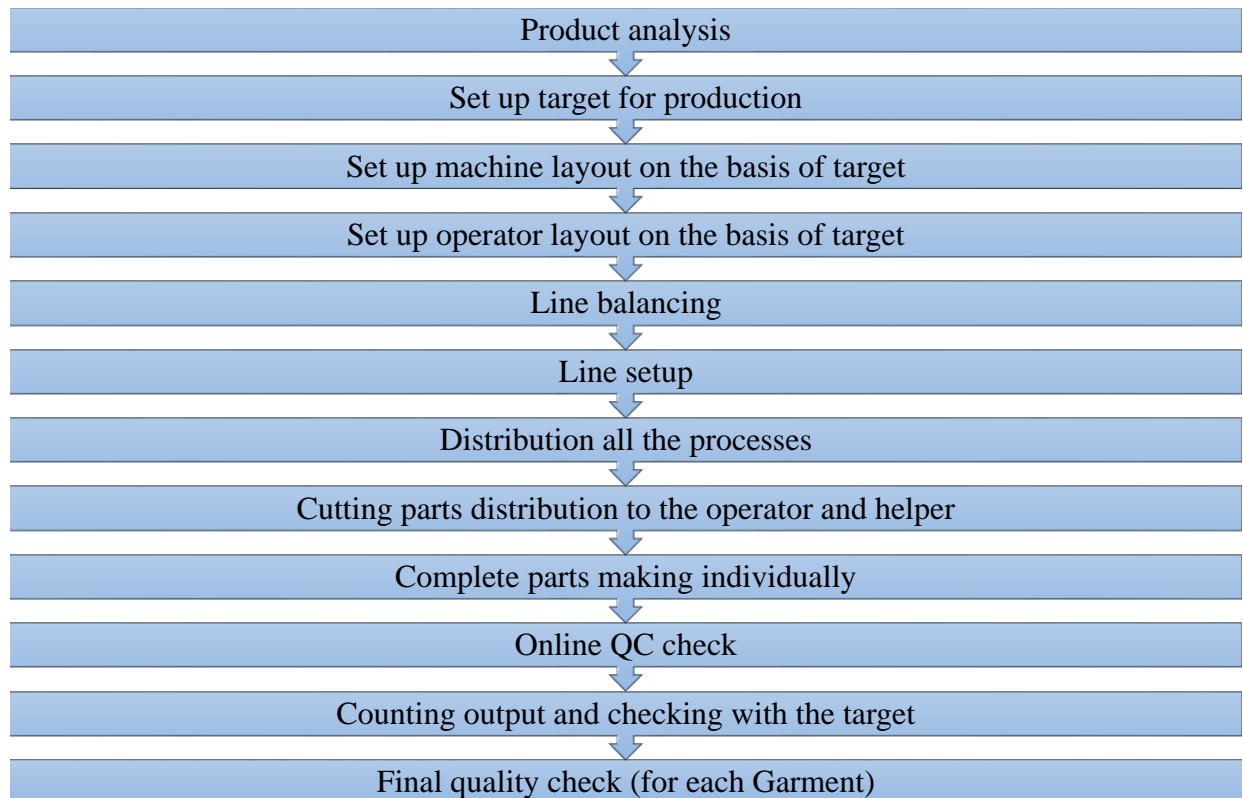 Product analysis
Set up target for production
Set up machine layout on the basis of target
Set up operator layout on the basis of target
Line balancing
Line setup
Distribution all the processes
Cutting parts distribution to the operator and helper
Complete parts making individually
Online QC check
Counting output and checking with the target
Final quality check (for each Garment)